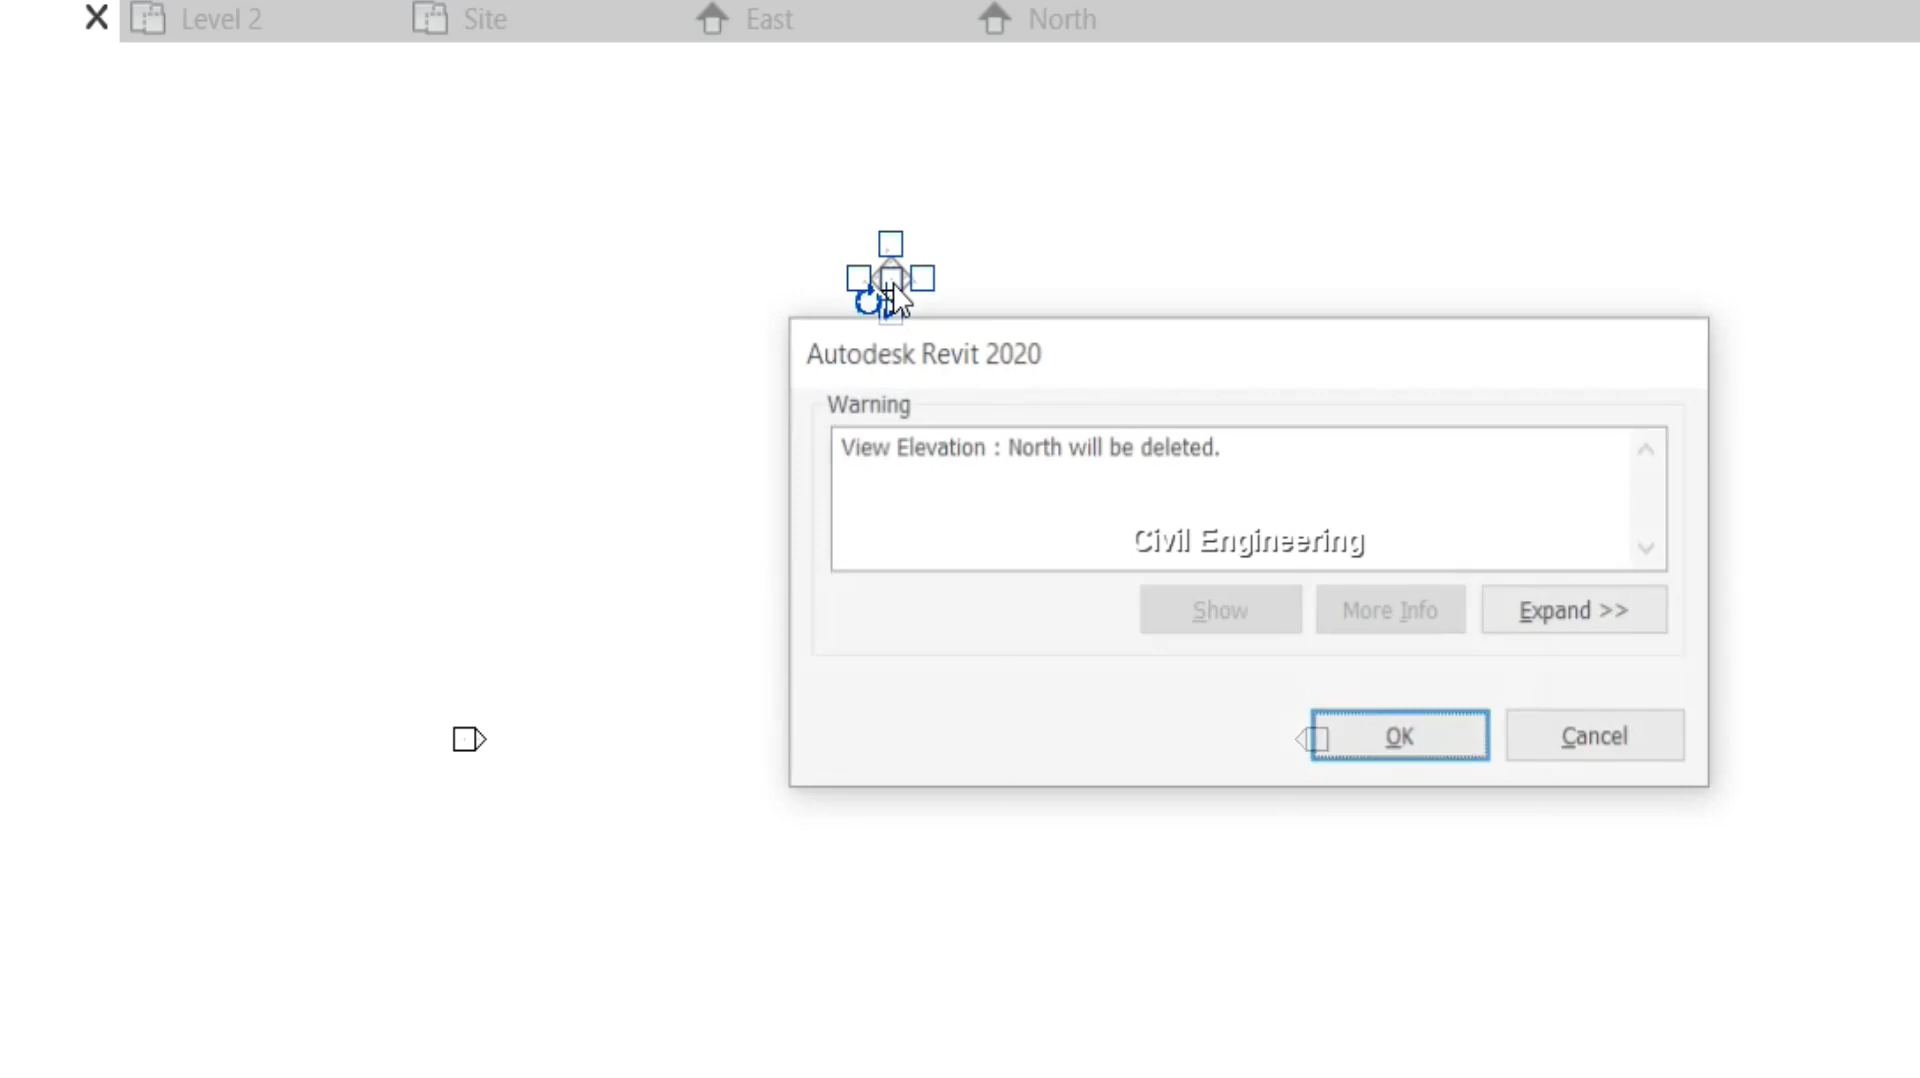 X Level 2 Site East North
Autodesk Revit 2020
Warning
View Elevation : North will be deleted.
Civil Engineering
Show More Info Expand >>
OK Cancel